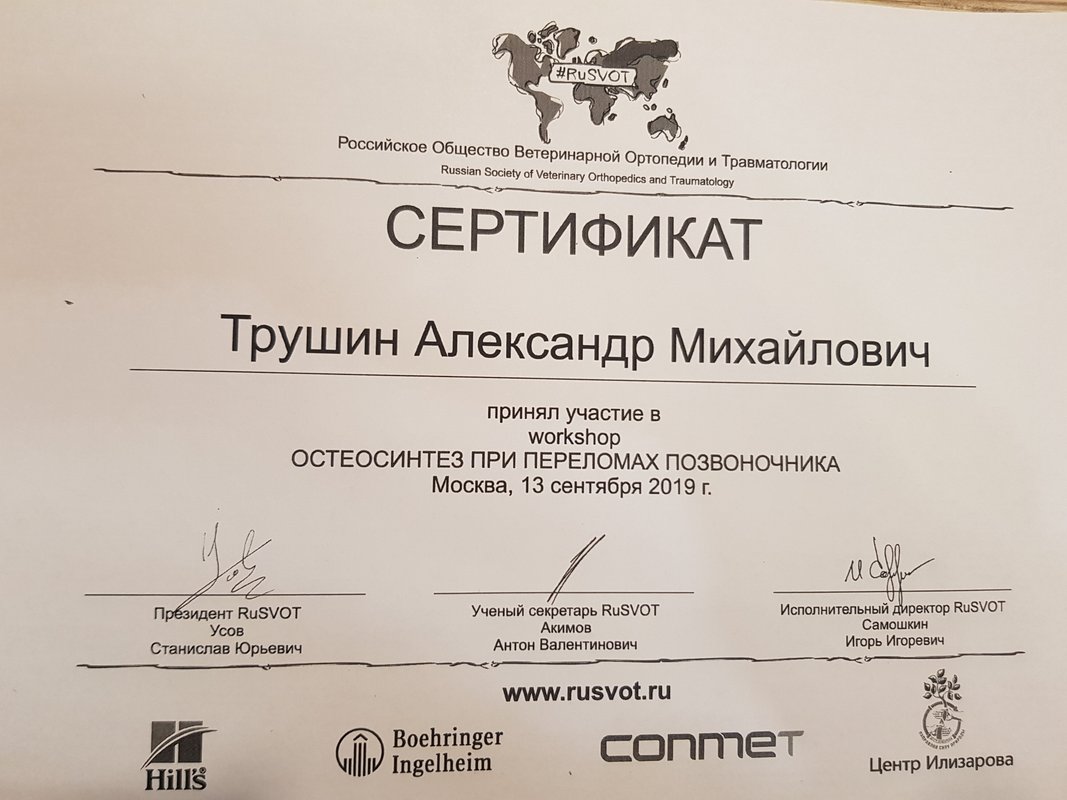 #RuSVOT
Российское Общество Ветеринарной Ортопедии и Травматологии
Russian Society of Veterinary Orthopedics and Traumatology
СЕРТИФИКАТ
Трушин Александр Михайлович
принял участие в
workshop
ОСТЕОСИНТЕЗ ПРИ ПЕРЕЛОМАХ ПОЗВОНОЧНИКА
Москва, 13 сентября 2019 г.
Президент RuSVOT
Усов
Станислав Юрьевич
Ученый секретарь RuSVOT
Акимов
Антон Валентинович
Исполнительный директор RuSVOT
Самошкин
Игорь Игоревич
www.rusvot.ru
Hill's®
Boehringer
Ingelheim
conmet
Центр Илизарова